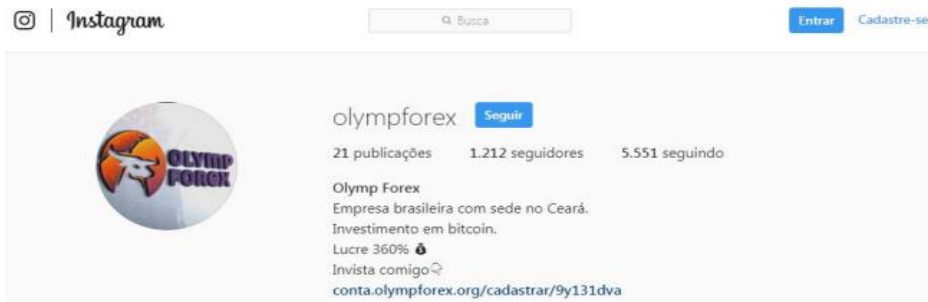 Instagram
Busca
Entrar
Cadastre-se
OLYMP
FOREX
olympforex
Seguir
21 publicações 1.212 seguidores 5.551 seguindo
Olymp Forex
Empresa brasileira com sede no Ceará.
Investimento em bitcoin.
Lucre 360% 💰
Invista comigo👇
conta.olympforex.org/cadastrar/9y131dva